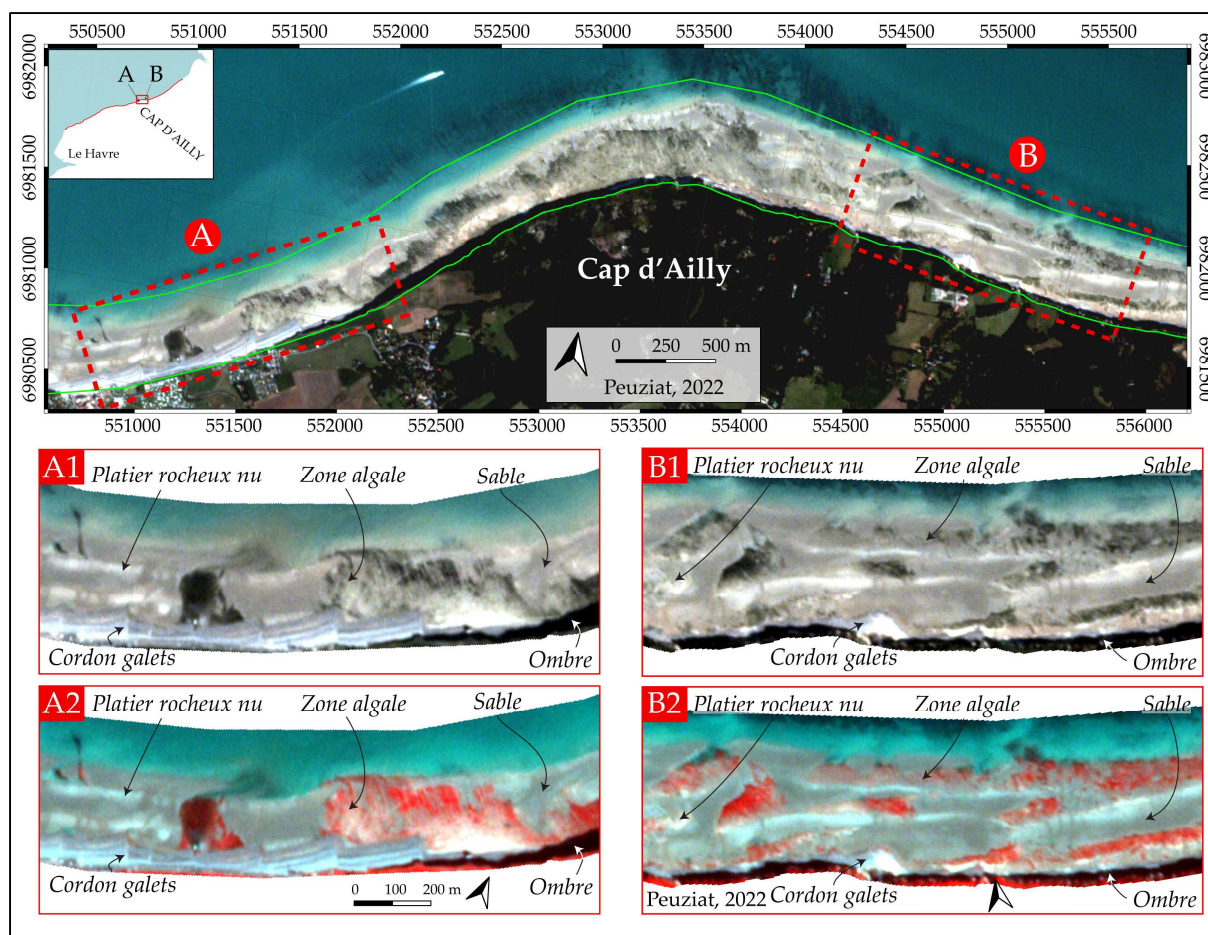 550500 551000 551500 552000 553000 553500 554000 554500 555000 555500
6982000
6981500
6981000
6980500
6983000
6982500
6982000
6981500
A B
CAP D'AILLY
Le Havre
A
B
Cap d'Ailly
0 250 500 m
Peuziat, 2022
551000 551500 552000 552500 553000 553500 554000 554500 555000 555500 556000
A1
Platier rocheux nu Zone algale Sable
Cordon galets Ombre
B1
Platier rocheux nu Zone algale Sable
Cordon galets Ombre
A2
Platier rocheux nu Zone algale Sable
Cordon galets 0 100 200 m Ombre
B2
Platier rocheux nu Zone algale Sable
Peuziat, 2022 Cordon galets Ombre